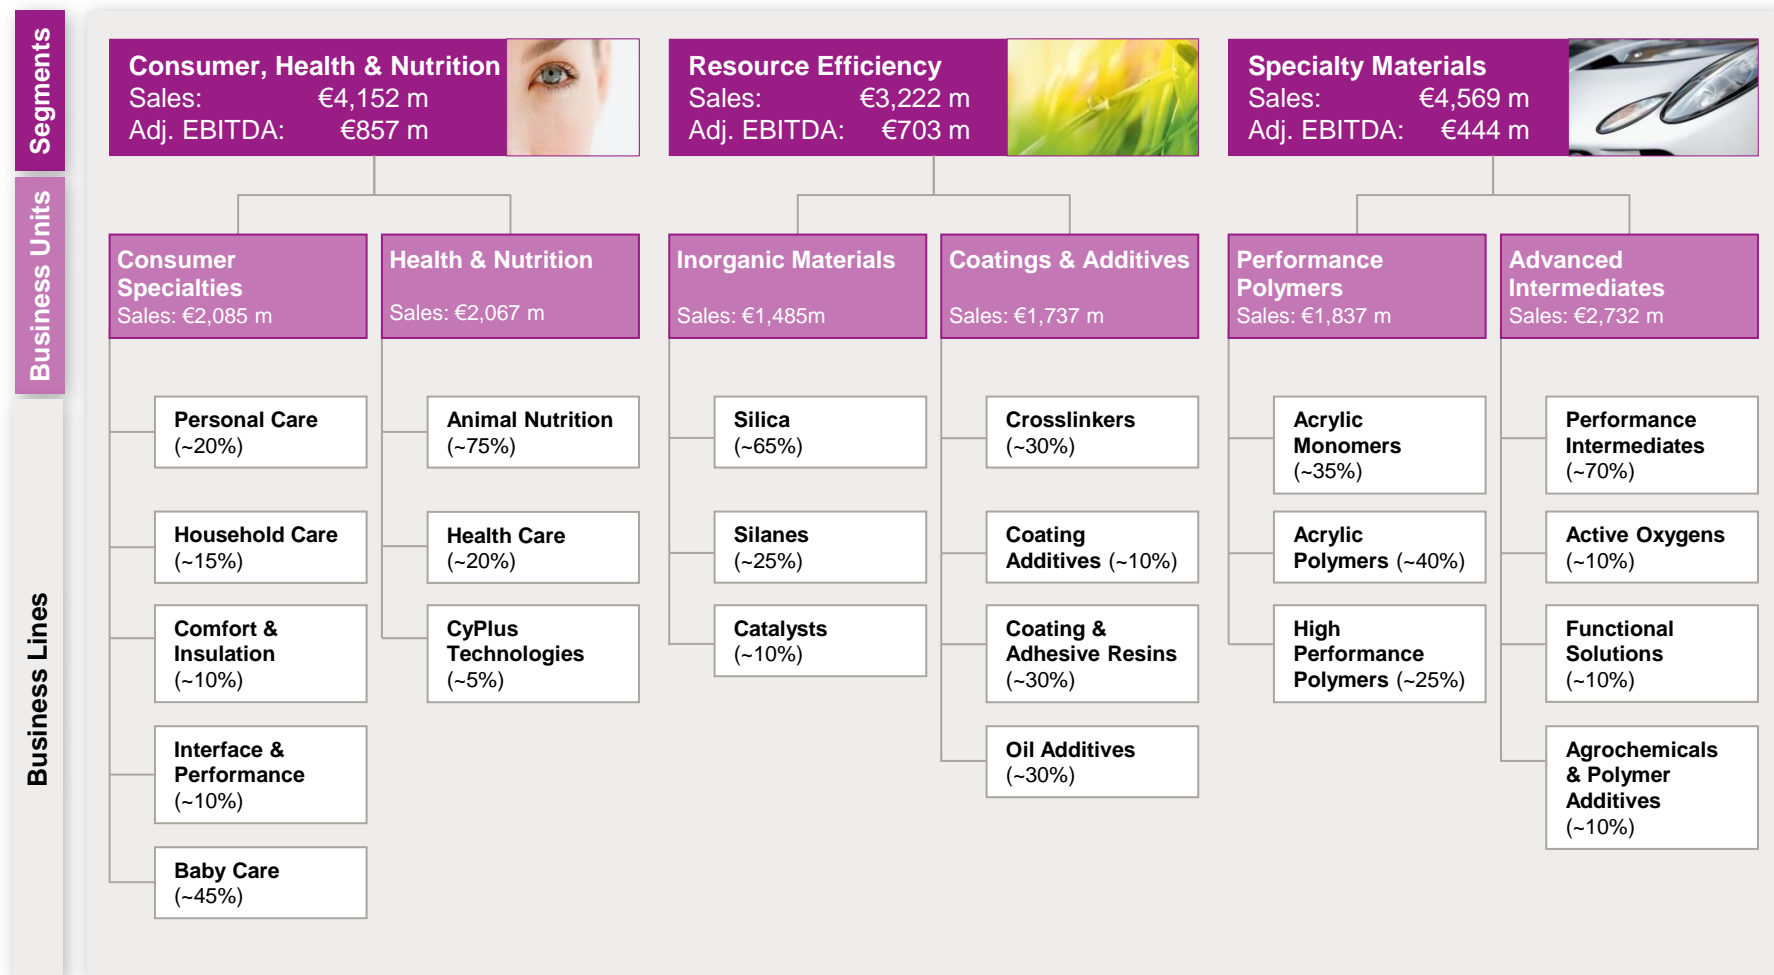 Segments
Consumer, Health & Nutrition
Sales: €4,152 m
Adj. EBITDA: €857 m
Resource Efficiency
Sales: €3,222 m
Adj. EBITDA: €703 m
Specialty Materials
Sales: €4,569 m
Adj. EBITDA: €444 m
Business Units
Consumer
Specialties
Sales: €2,085 m
Health & Nutrition
Sales: €2,067 m
Inorganic Materials
Sales: €1,485m
Coatings & Additives
Sales: €1,737 m
Performance
Polymers
Sales: €1,837 m
Advanced
Intermediates
Sales: €2,732 m
Business Lines
Personal Care
(~20%)
Household Care
(~15%)
Comfort &
Insulation
(~10%)
Interface &
Performance
(~10%)
Baby Care
(~45%)
Animal Nutrition
(~75%)
Health Care
(~20%)
CyPlus
Technologies
(~5%)
Silica
(~65%)
Silanes
(~25%)
Catalysts
(~10%)
Crosslinkers
(~30%)
Coating
Additives (~10%)
Coating &
Adhesive Resins
(~30%)
Oil Additives
(~30%)
Acrylic
Monomers
(~35%)
Acrylic
Polymers (~40%)
High
Performance
Polymers (~25%)
Performance
Intermediates
(~70%)
Active Oxygens
(~10%)
Functional
Solutions
(~10%)
Agrochemicals
& Polymer
Additives
(~10%)